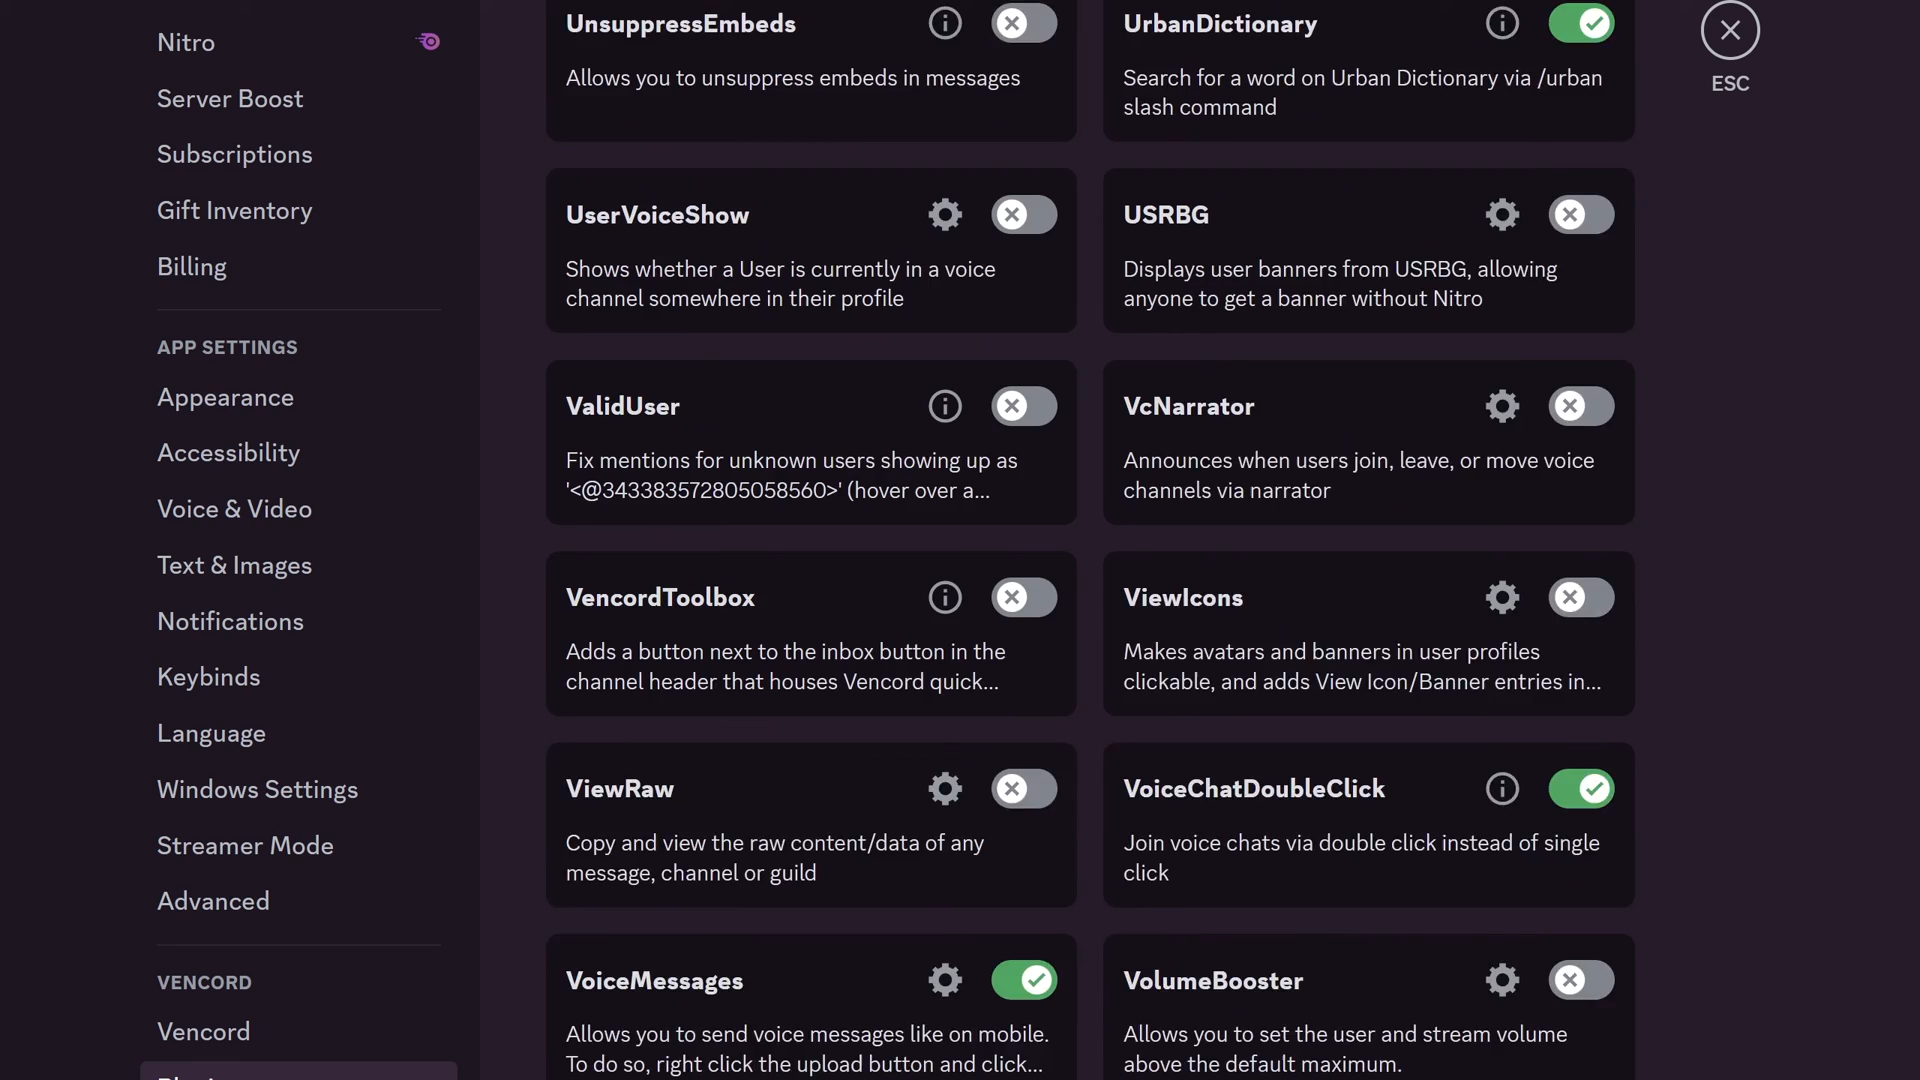 Nitro
Server Boost
Subscriptions
Gift Inventory
Billing
APP SETTINGS
Appearance
Accessibility
Voice & Video
Text & Images
Notifications
Keybinds
Language
Windows Settings
Streamer Mode
Advanced
VENCORD
Vencord
UnsuppressEmbeds
Allows you to unsuppress embeds in messages
UrbanDictionary
Search for a word on Urban Dictionary via /urban
slash command
UserVoiceShow
Shows whether a User is currently in a voice
channel somewhere in their profile
USRBG
Displays user banners from USRBG, allowing
anyone to get a banner without Nitro
ValidUser
Fix mentions for unknown users showing up as
'<@343383572805058560>' (hover over a...
VcNarrator
Announces when users join, leave, or move voice
channels via narrator
VencordToolbox
Adds a button next to the inbox button in the
channel header that houses Vencord quick...
ViewIcons
Makes avatars and banners in user profiles
clickable, and adds View Icon/Banner entries in...
ViewRaw
Copy and view the raw content/data of any
message, channel or guild
VoiceChatDoubleClick
Join voice chats via double click instead of single
click
VoiceMessages
Allows you to send voice messages like on mobile.
To do so, right click the upload button and click...
VolumeBooster
Allows you to set the user and stream volume
above the default maximum.
ESC